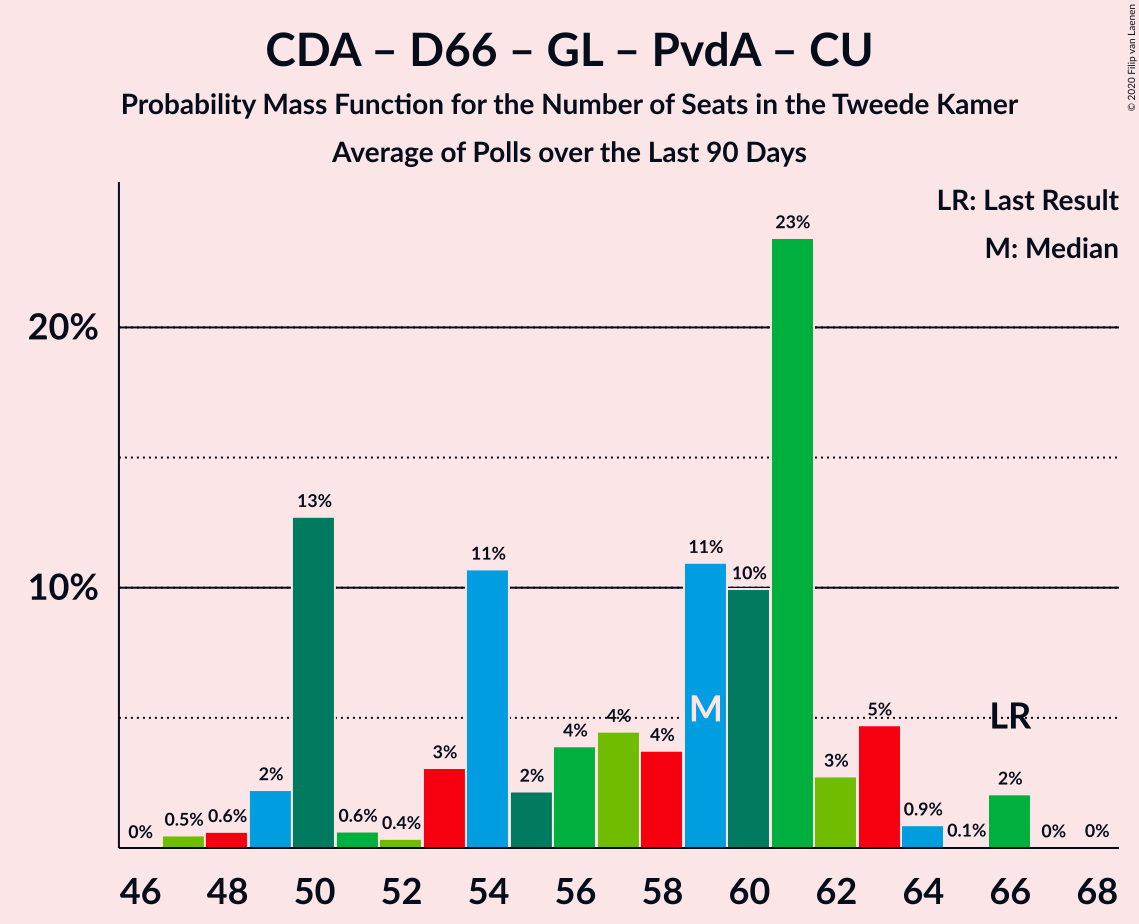 CDA – D66 – GL – PvdA – CU
Probability Mass Function for the Number of Seats in the Tweede Kamer
Average of Polls over the Last 90 Days
© 2020 Filip van Laenen
LR: Last Result
M: Median
20%
10%
0%
0.5%
0.6%
2%
13%
0.6%
0.4%
3%
11%
2%
4%
4%
4%
11%
10%
23%
3%
5%
0.9%
0.1%
2%
0%
0%
M
LR
46 48 50 52 54 56 58 60 62 64 66 68